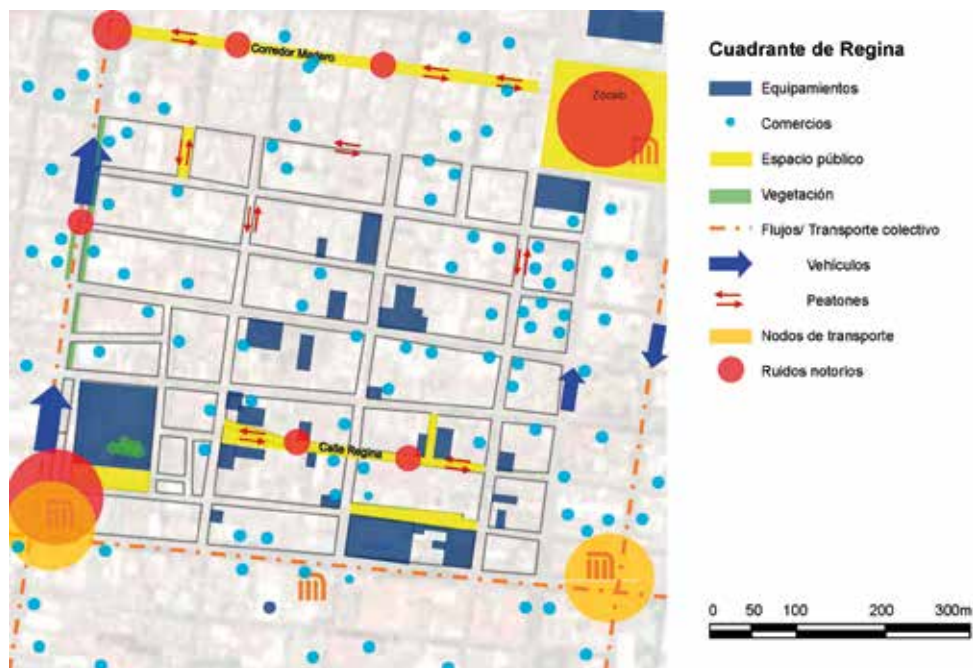 Corredor Madero
Zócalo
Calle Regina
Cuadrante de Regina
Equipamientos
Comercios
Espacio público
Vegetación
Flujos/ Transporte colectivo
Vehículos
Peatones
Nodos de transporte
Ruidos notorios
0 50 100 200 300m